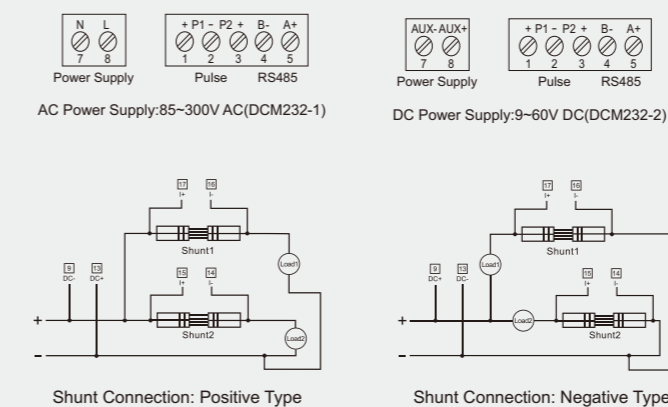 N L
7 8
Power Supply
+ P1 - P2 + B- A+
1 2 3 4 5
Pulse RS485
AC Power Supply:85~300V AC(DCM232-1)
AUX- AUX+
7 8
Power Supply
+ P1 - P2 + B- A+
1 2 3 4 5
Pulse RS485
DC Power Supply:9~60V DC(DCM232-2)
17 16
I+ I-
Shunt1
9 13
DC- DC+
Load1
15 14
I+ I-
+
Shunt2
Load2
-
Shunt Connection: Positive Type
17 16
I+ I-
Shunt1
9 13
DC+ DC-
Load1
15 14
I+ I-
+
Load2
Shunt2
-
Shunt Connection: Negative Type